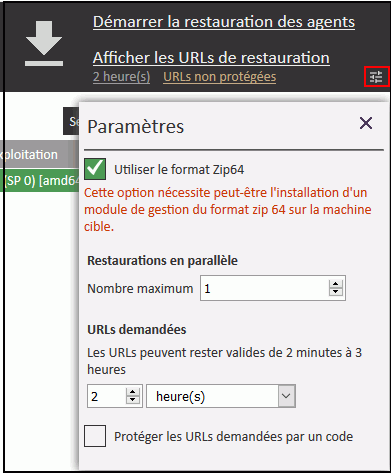 Démarrer la restauration des agents
Afficher les URLs de restauration
2 heure(s) URLs non protégées
Paramètres
xploitation
(SP 0) [amd64
Utiliser le format Zip64
Cette option nécessite peut-être l'installation d'un
module de gestion du format zip 64 sur la machine
cible.
Restaurations en parallèle
Nombre maximum 1
URLs demandées
Les URLs peuvent rester valides de 2 minutes à 3
heures
2 heure(s)
Protéger les URLs demandées par un code